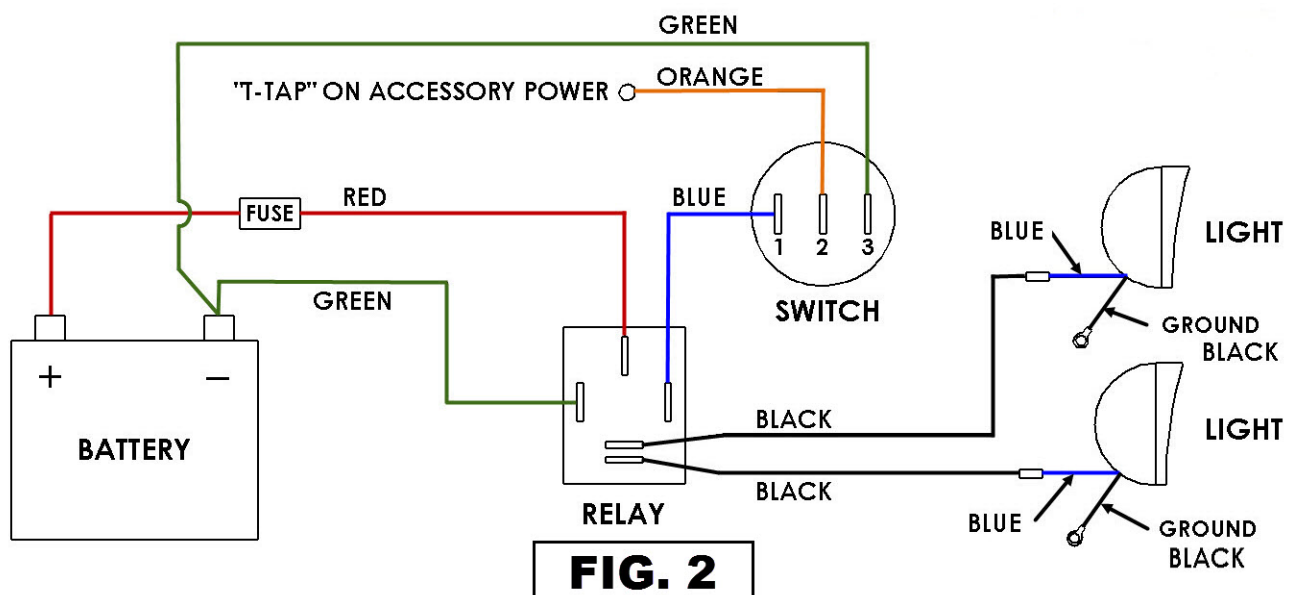 GREEN
"T-TAP" ON ACCESSORY POWER
ORANGE
FUSE
RED
BLUE
1 2 3
SWITCH
BLUE
LIGHT
GROUND
BLACK
GREEN
+
−
BATTERY
BLACK
BLACK
RELAY
LIGHT
BLUE
GROUND
BLACK
FIG. 2